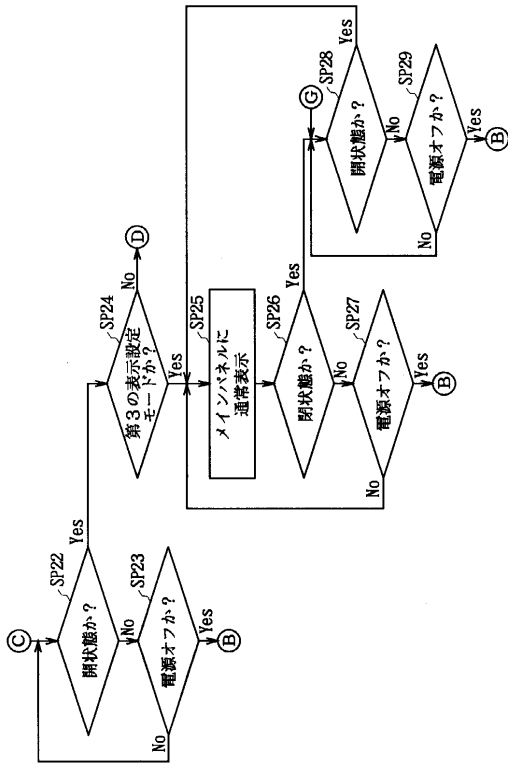 C
SP22
開状態か？
Yes
No
SP23
電源オフか？
No
Yes
B
SP24
第３の表示設定
モードか？
No
D
Yes
SP25
メインパネルに
通常表示
SP26
閉状態か？
Yes
No
SP27
電源オフか？
No
Yes
B
G
SP28
開状態か？
Yes
No
SP29
電源オフか？
No
Yes
B